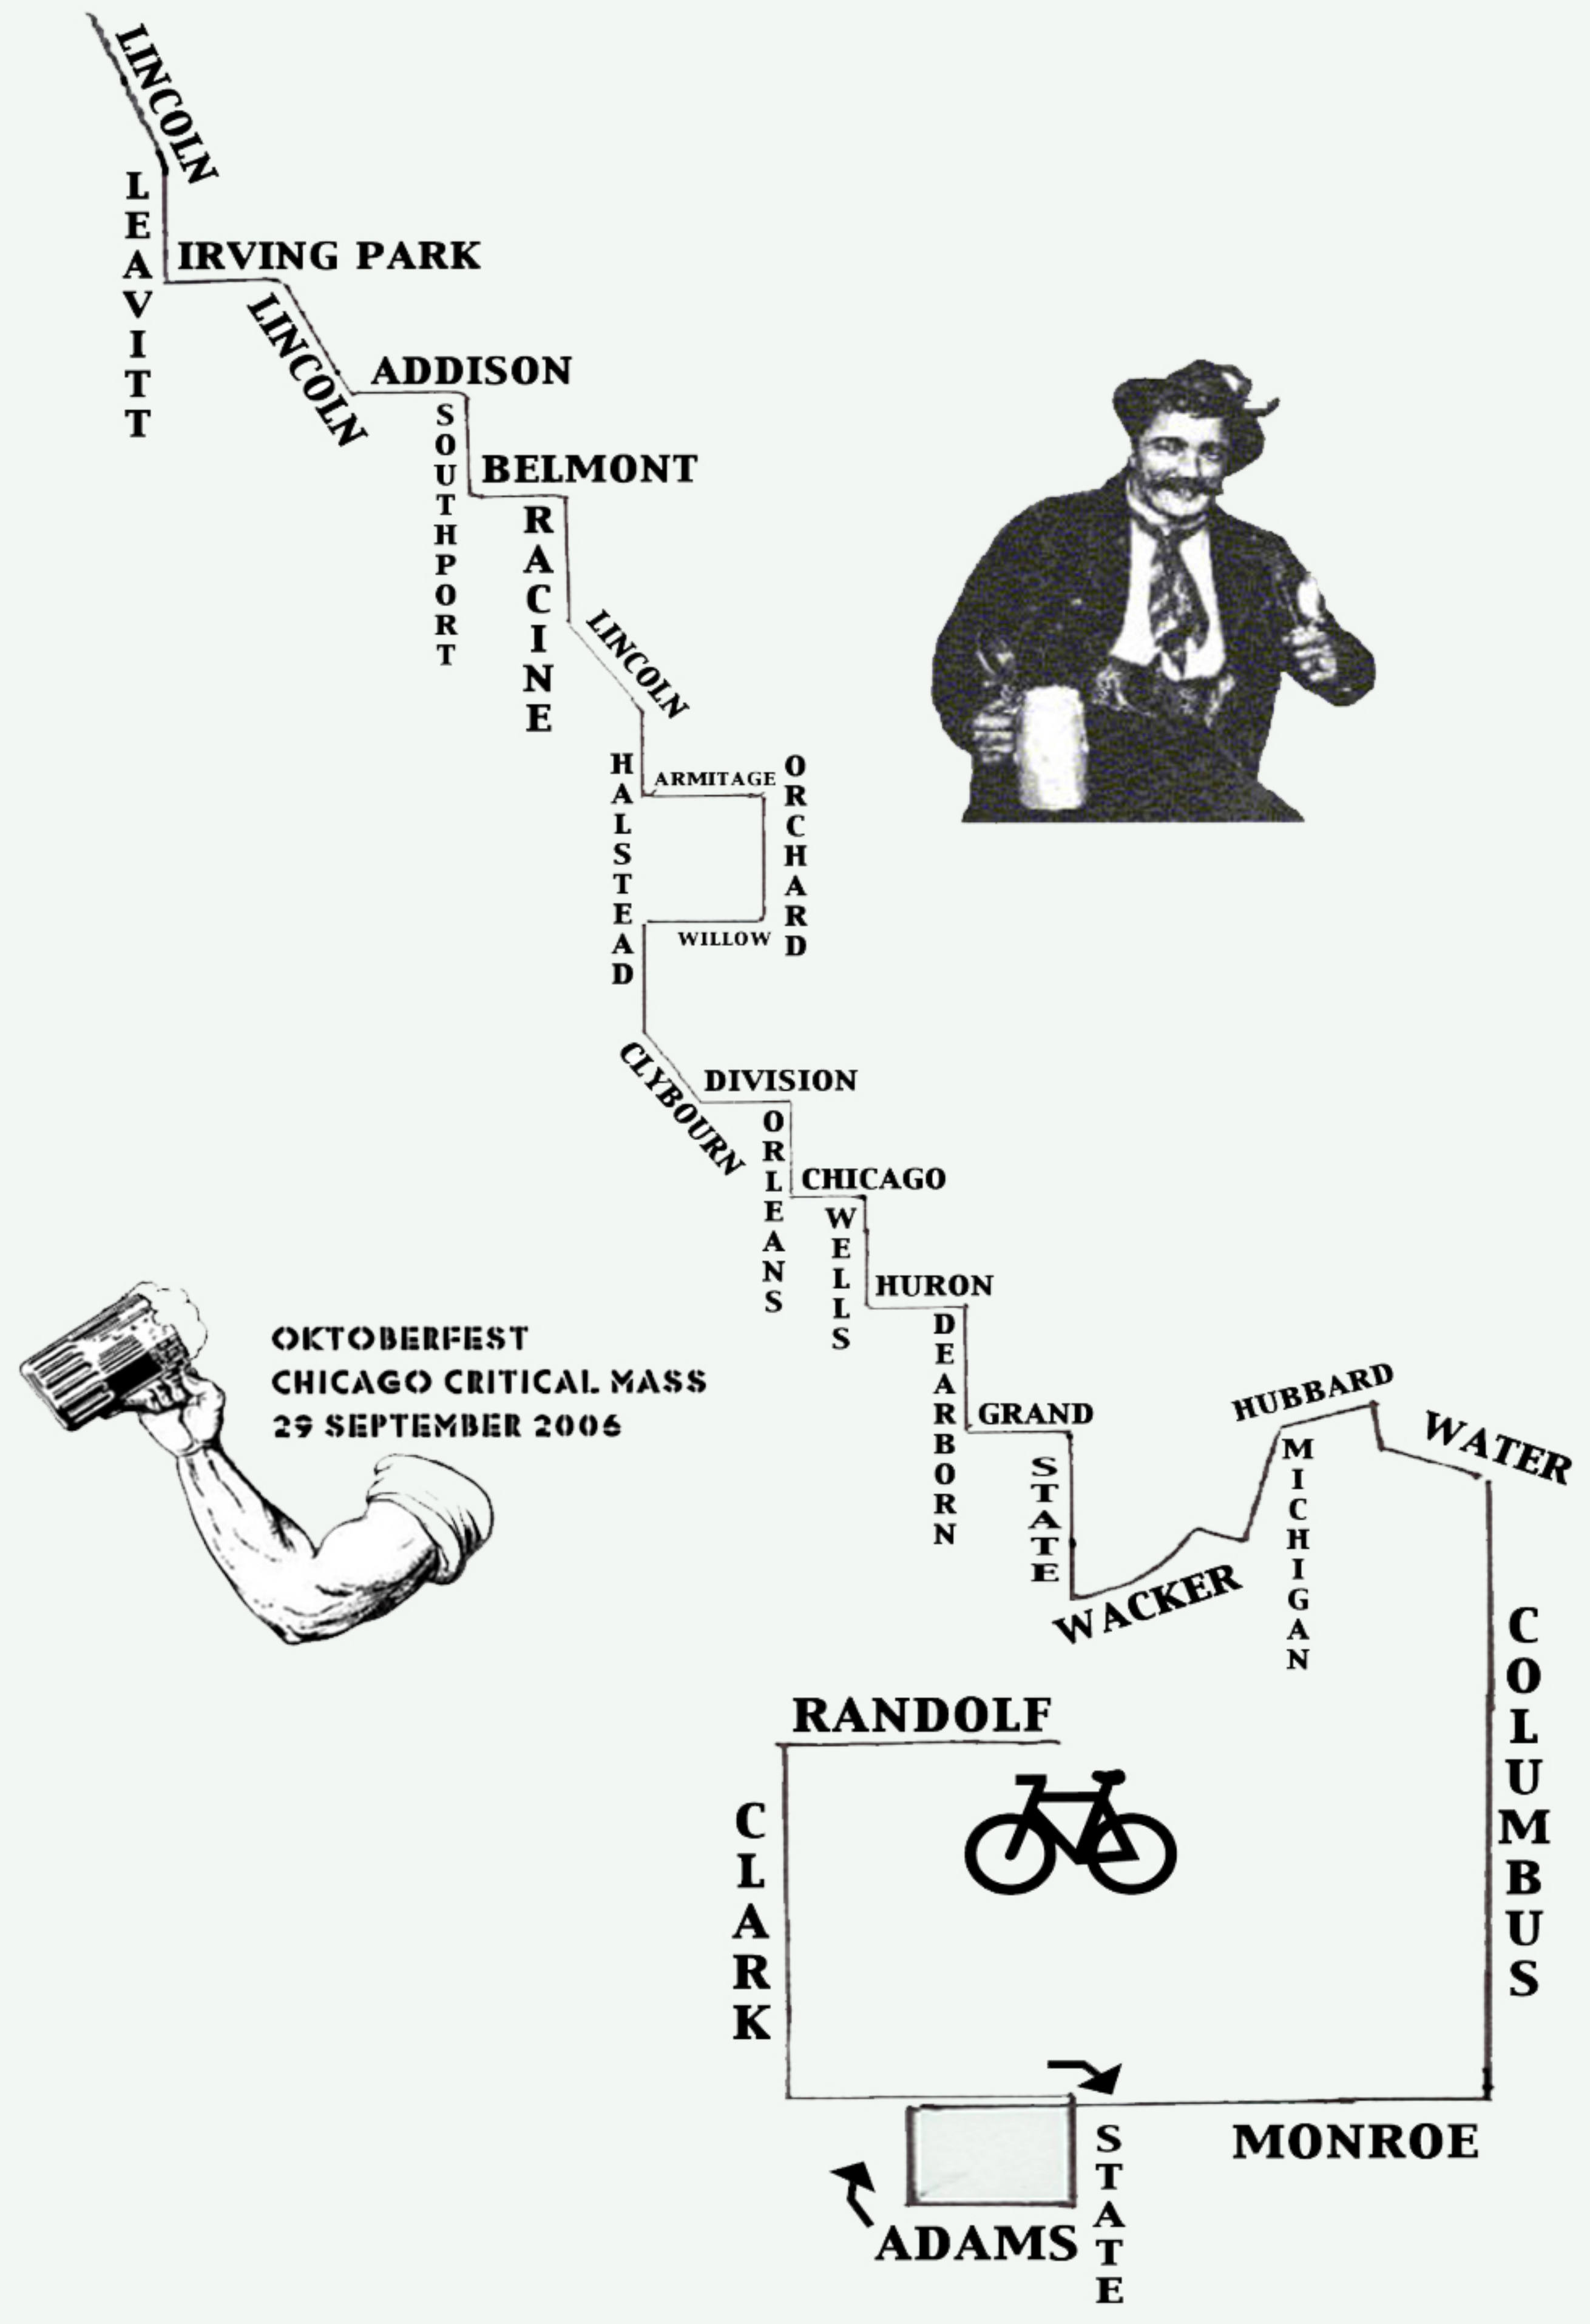 LINCOLN
LEAVITT
IRVING PARK
LINCOLN
ADDISON
SOUTHPORT
BELMONT
RACINE
LINCOLN
HALSTEAD
ARMITAGE
ORCHARD
WILLOW
CLYBOURN
DIVISION
ORLEANS
CHICAGO
WELLS
HURON
DEARBORN
GRAND
STATE
WACKER
HUBBARD
MICHIGAN
WATER
COLUMBUS
OKTOBERFEST
CHICAGO CRITICAL MASS
29 SEPTEMBER 2006
RANDOLF
CLARK
MONROE
STATE
ADAMS